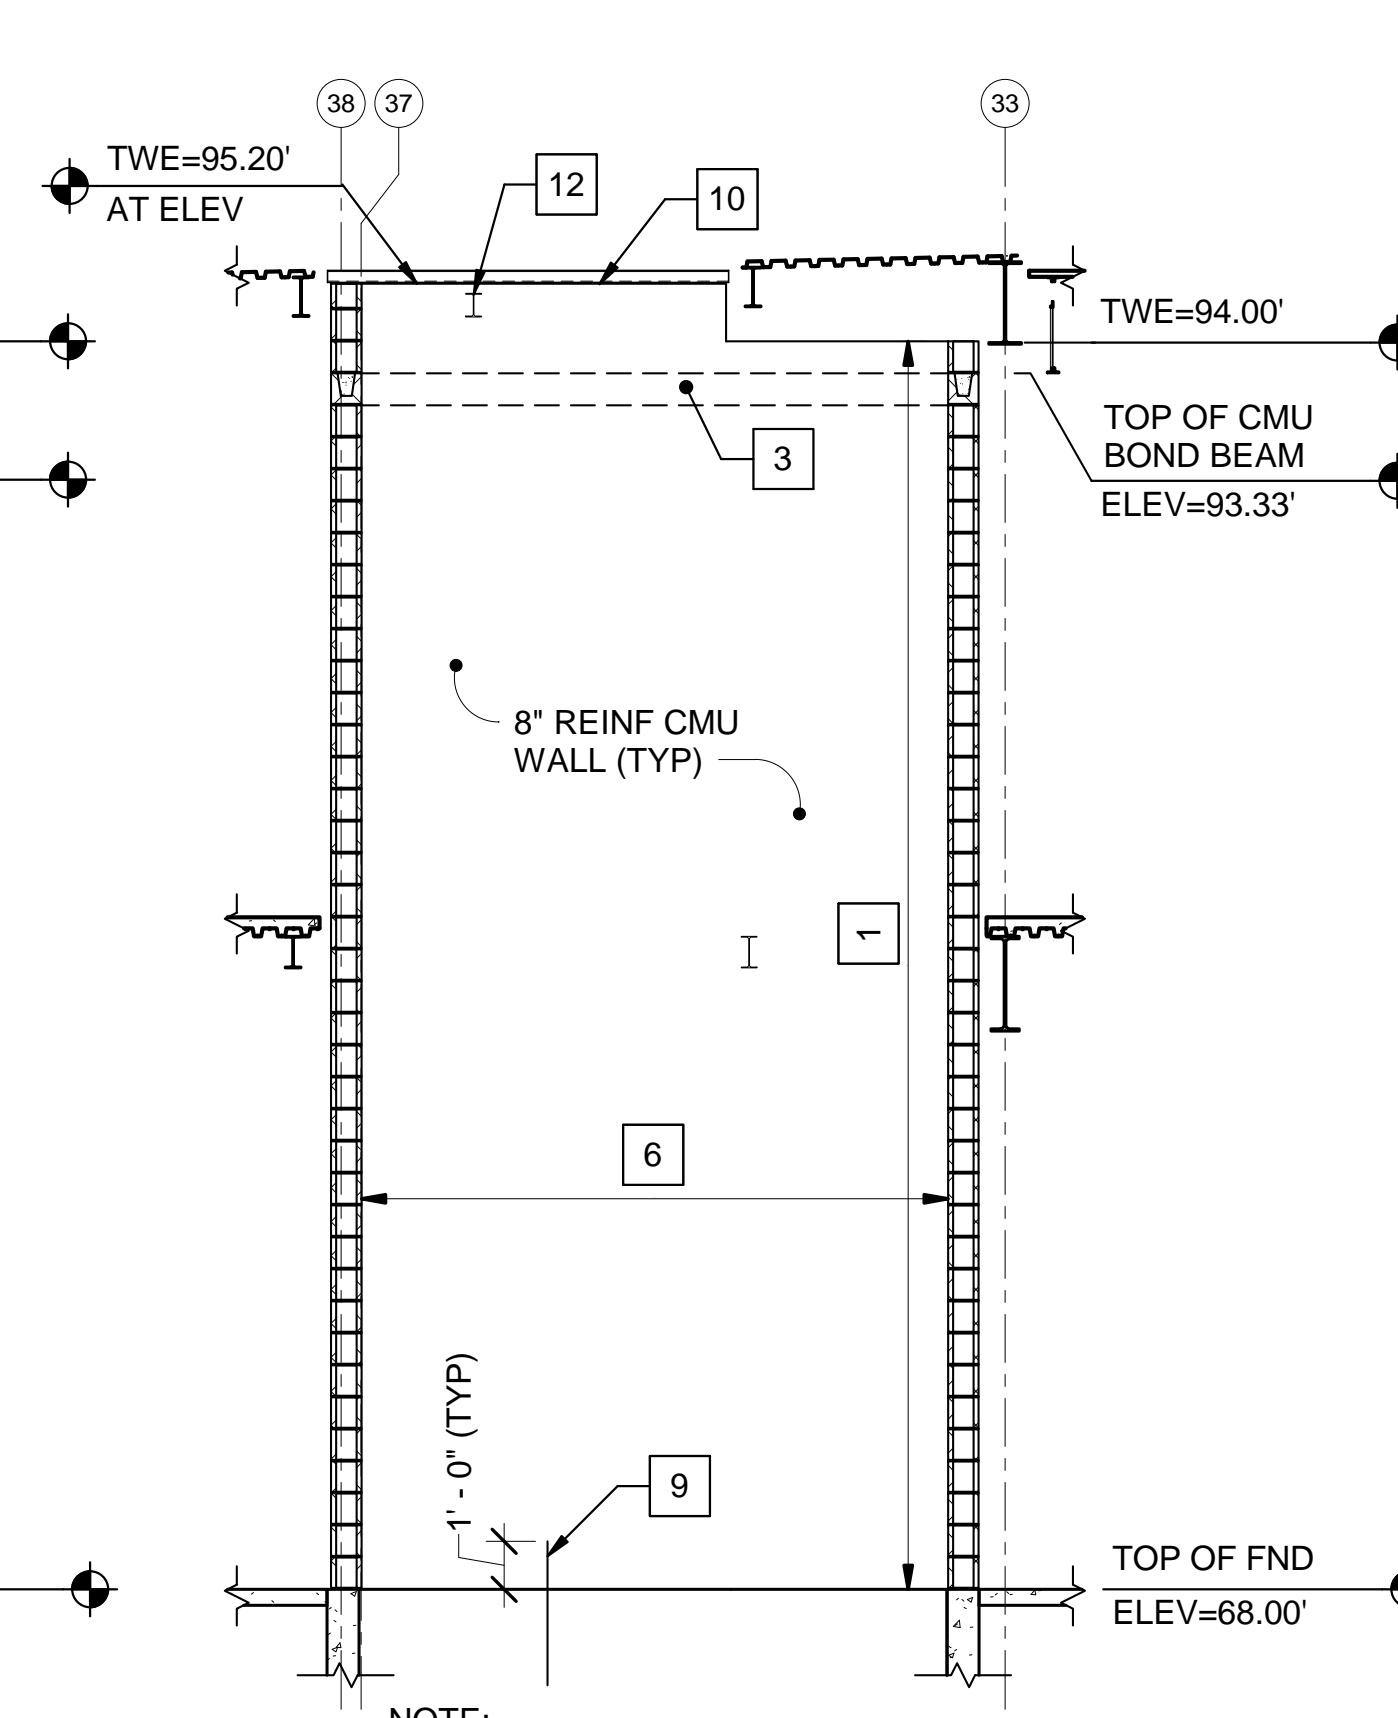 38 37 33
TWE=95.20'
AT ELEV
12
10
TWE=94.00'
3
TOP OF CMU
BOND BEAM
ELEV=93.33'
8" REINF CMU
WALL (TYP)
1
6
1' - 0" (TYP)
9
TOP OF FND
ELEV=68.00'
NOTE: